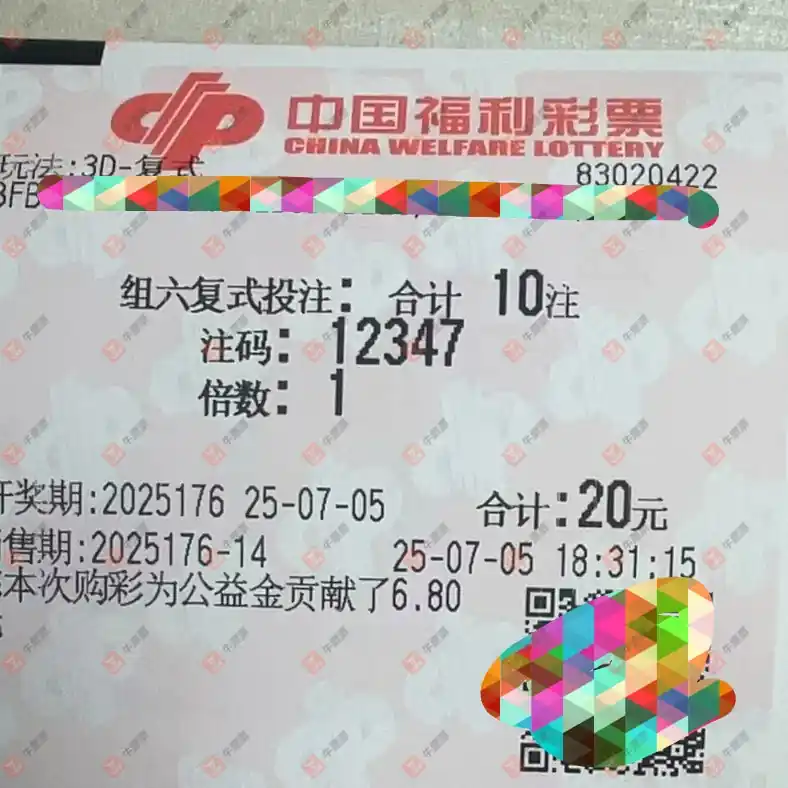 中国福利彩票
CHINA WELFARE LOTTERY
玩法:3D-复式 83020422
组六复式投注: 合计 10注
注码: 12347
倍数: 1
开奖期:2025176 25-07-05 合计:20元
售期:2025176-14 25-07-05 18:31:15
本次购彩为公益金贡献了6.80